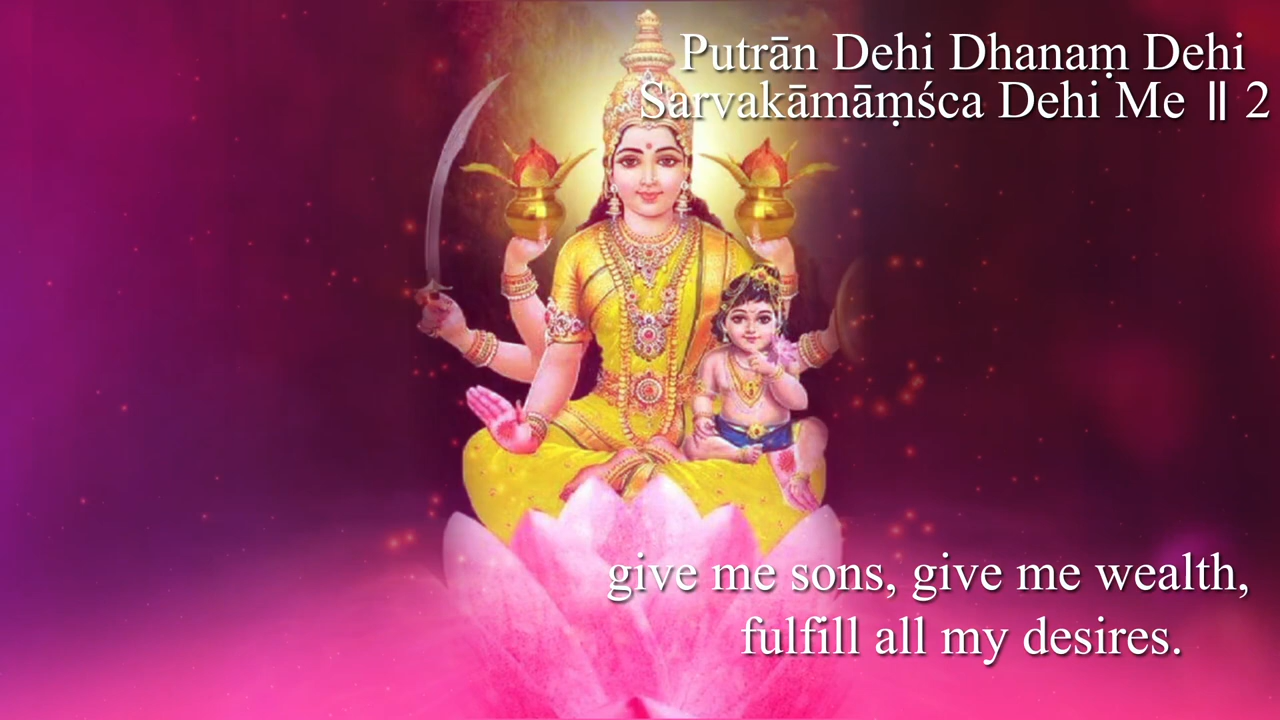 Putrān Dehi Dhanaṃ Dehi
Sarvakāmāṃśca Dehi Me ॥ 2
give me sons, give me wealth,
fulfill all my desires.